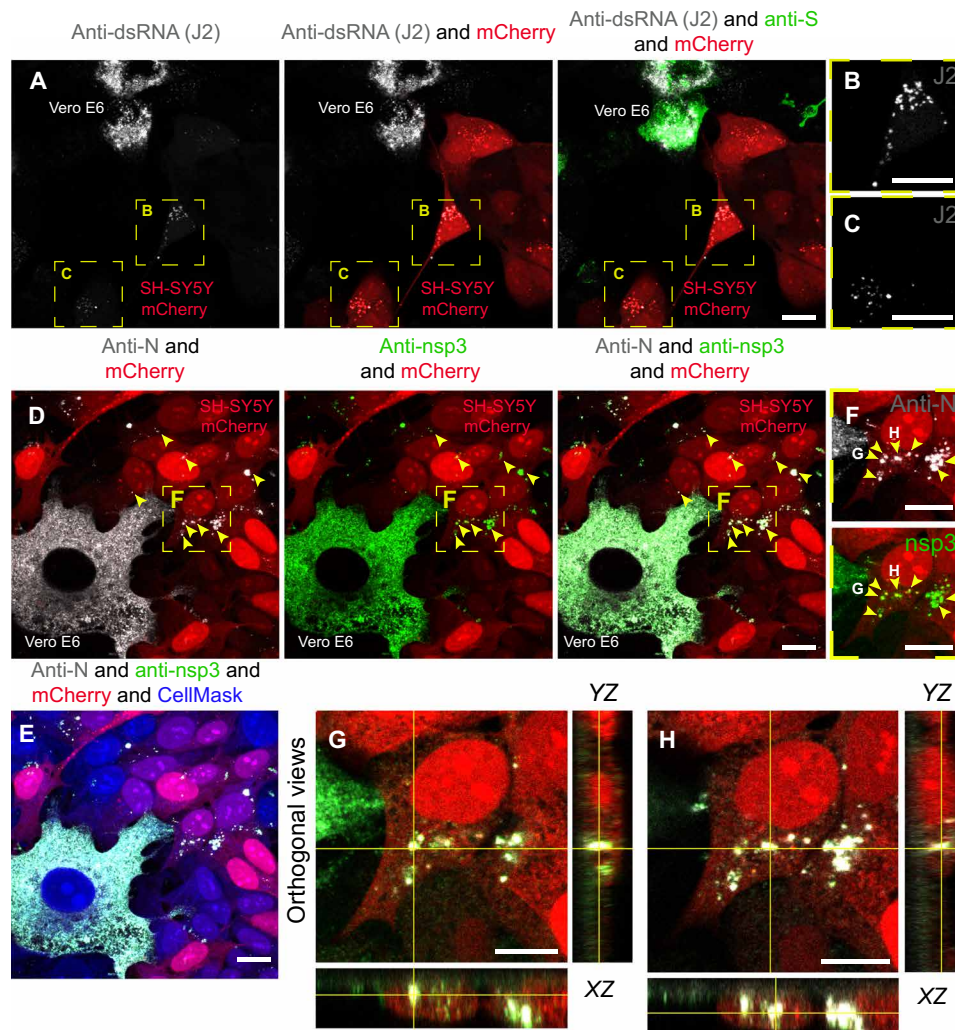 Anti-dsRNA (J2)
Anti-dsRNA (J2) and mCherry
Anti-dsRNA (J2) and anti-S
and mCherry
A
Vero E6
B
C
SH-SY5Y
mCherry
Vero E6
B
C
SH-SY5Y
mCherry
Vero E6
B
C
SH-SY5Y
mCherry
B
J2
C
J2
Anti-N and
mCherry
Anti-nsp3
and mCherry
Anti-N and anti-nsp3
and mCherry
D
SH-SY5Y
mCherry
F
Vero E6
SH-SY5Y
mCherry
F
Vero E6
SH-SY5Y
mCherry
F
Vero E6
F
Anti-N
H
G
nsp3
H
G
Anti-N and anti-nsp3 and
mCherry and CellMask
E
Orthogonal views
G
YZ
XZ
H
YZ
XZ